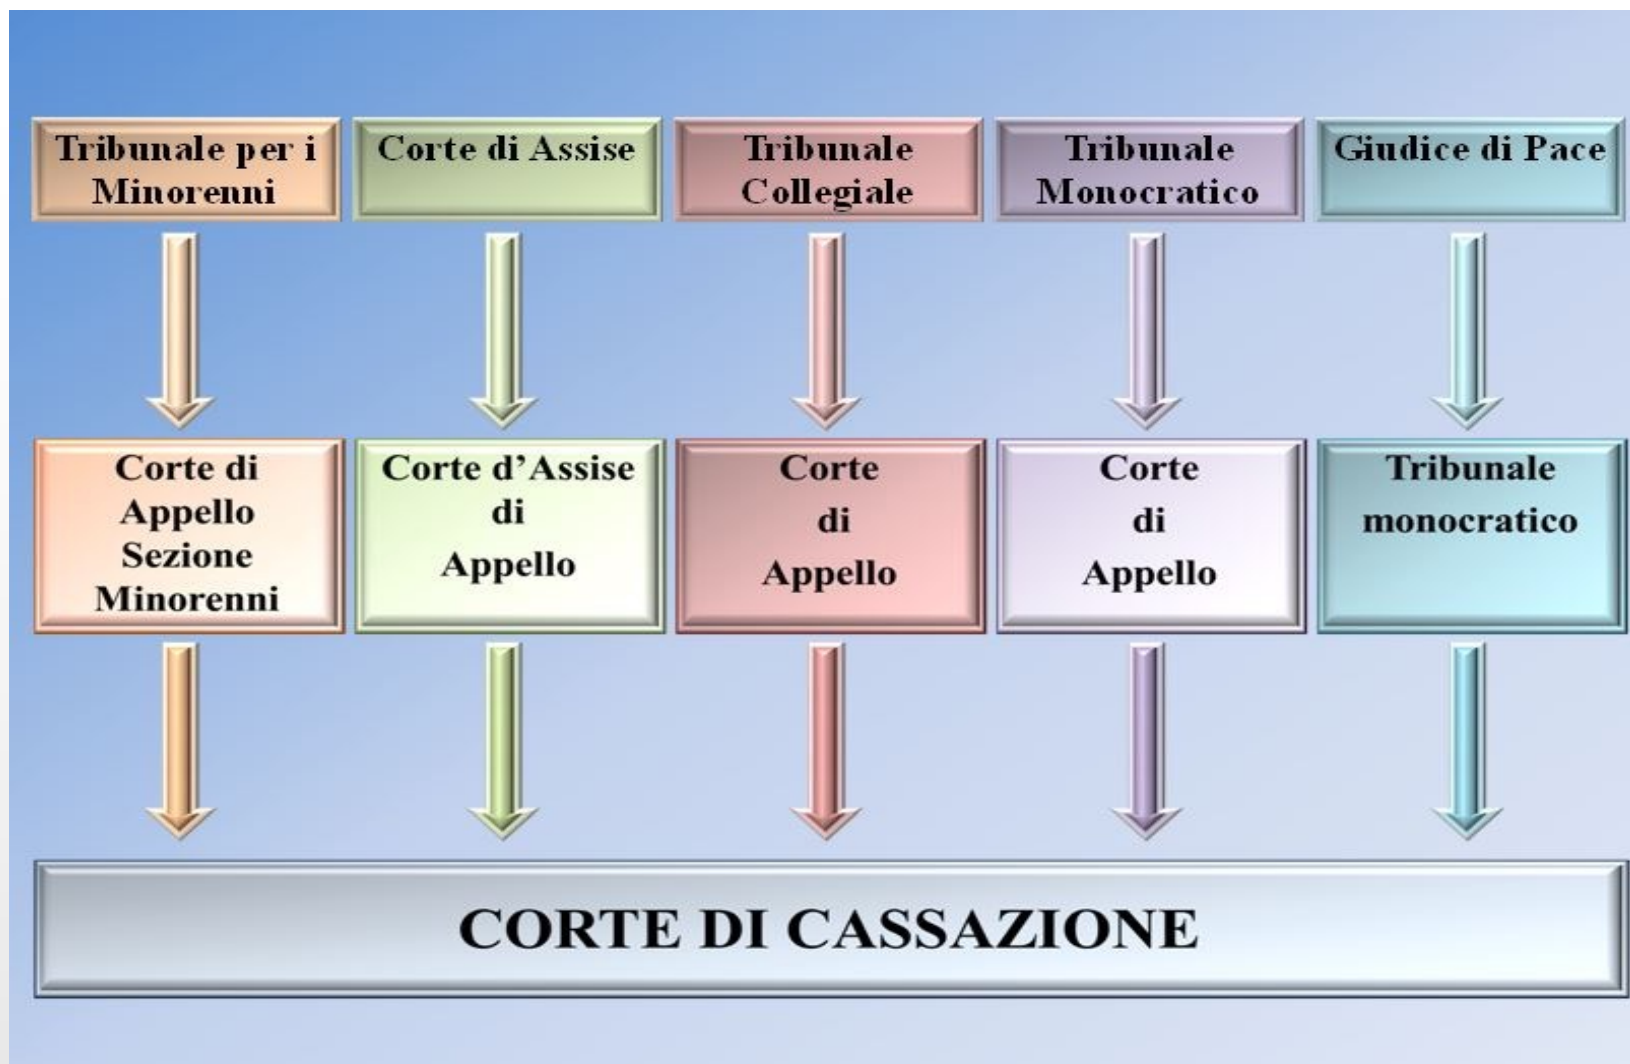 Tribunale per i
Minorenni
Corte di Assise
Tribunale
Collegiale
Tribunale
Monocratico
Giudice di Pace
Corte di
Appello
Sezione
Minorenni
Corte d’Assise
di
Appello
Corte
di
Appello
Corte
di
Appello
Tribunale
monocratico
CORTE DI CASSAZIONE